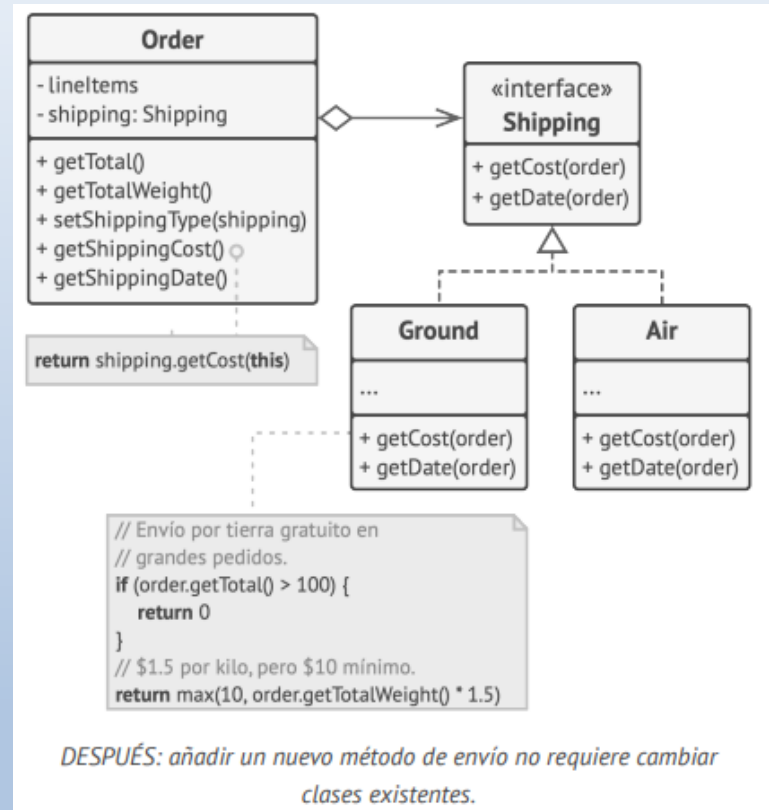 Order
- lineItems
- shipping: Shipping
+ getTotal()
+ getTotalWeight()
+ setShippingType(shipping)
+ getShippingCost()
+ getShippingDate()
return shipping.getCost(this)
«interface»
Shipping
+ getCost(order)
+ getDate(order)
Ground
...
+ getCost(order)
+ getDate(order)
Air
...
+ getCost(order)
+ getDate(order)
// Envío por tierra gratuito en
// grandes pedidos.
if (order.getTotal() > 100) {
return 0
}
// $1.5 por kilo, pero $10 mínimo.
return max(10, order.getTotalWeight() * 1.5)
DESPUÉS: añadir un nuevo método de envío no requiere cambiar
clases existentes.